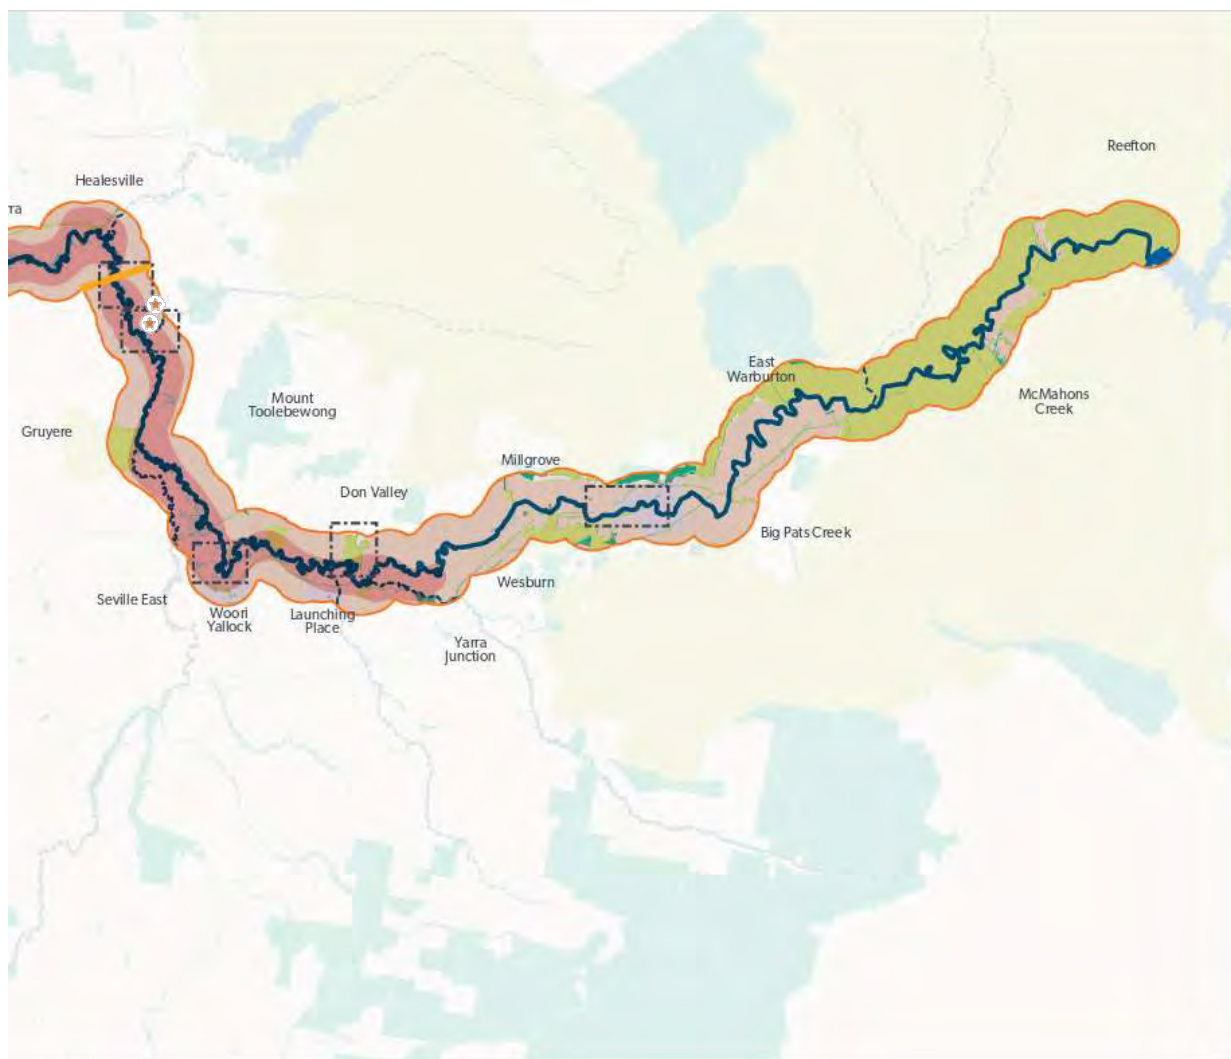 Reefton
Healesville
rra
East
Warburton
Mount
Toolebewong
McMahons
Creek
Gruyere
Millgrove
Don Valley
Big Pats Creek
Wesburn
Seville East
Woori
Yallock
Launching
Place
Yarra
Junction